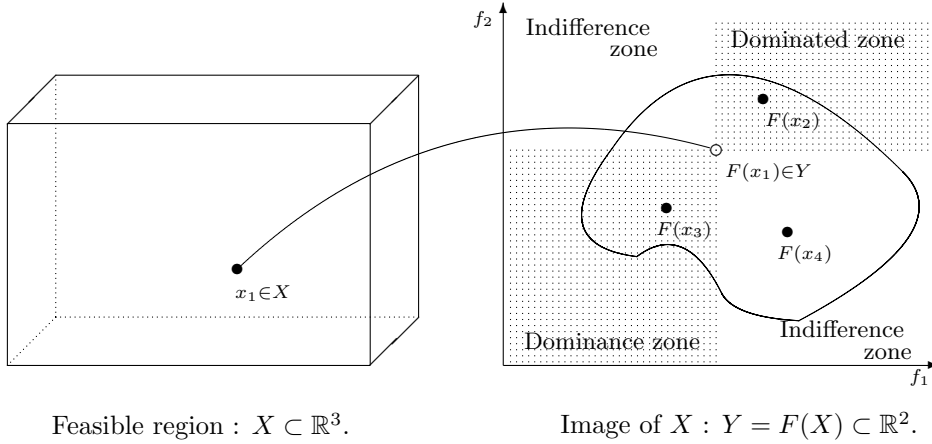 f₂
Indifference
zone
Dominated zone
F(x₂)
F(x₁)∈Y
F(x₃)
F(x₄)
x₁∈X
Dominance zone
Indifference
zone
f₁
Feasible region : X ⊂ ℝ³.
Image of X : Y = F(X) ⊂ ℝ².